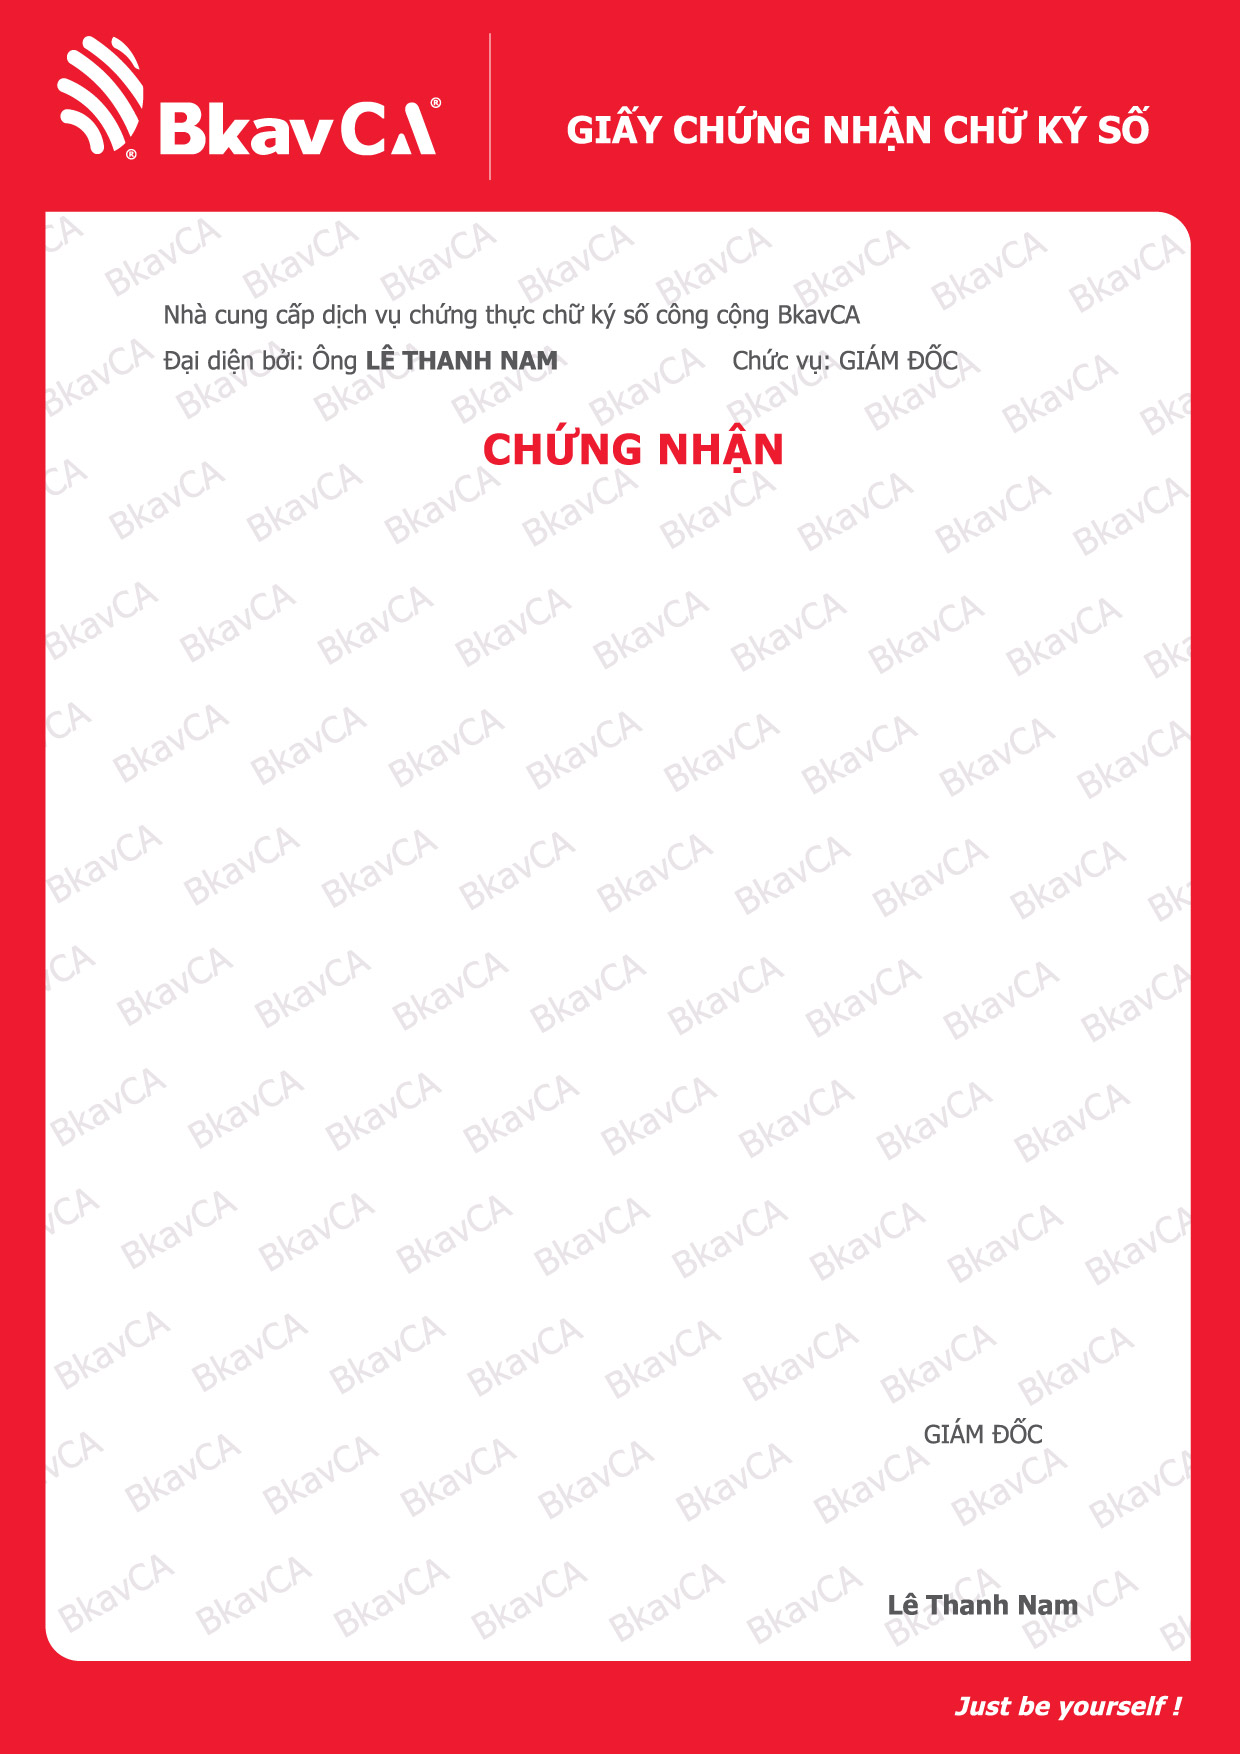 BkavCA
GIẤY CHỨNG NHẬN CHỮ KÝ SỐ
Nhà cung cấp dịch vụ chứng thực chữ ký số công cộng BkavCA
Đại diện bởi: Ông LÊ THANH NAM Chức vụ: GIÁM ĐỐC
CHỨNG NHẬN
GIÁM ĐỐC
Lê Thanh Nam
Just be yourself !